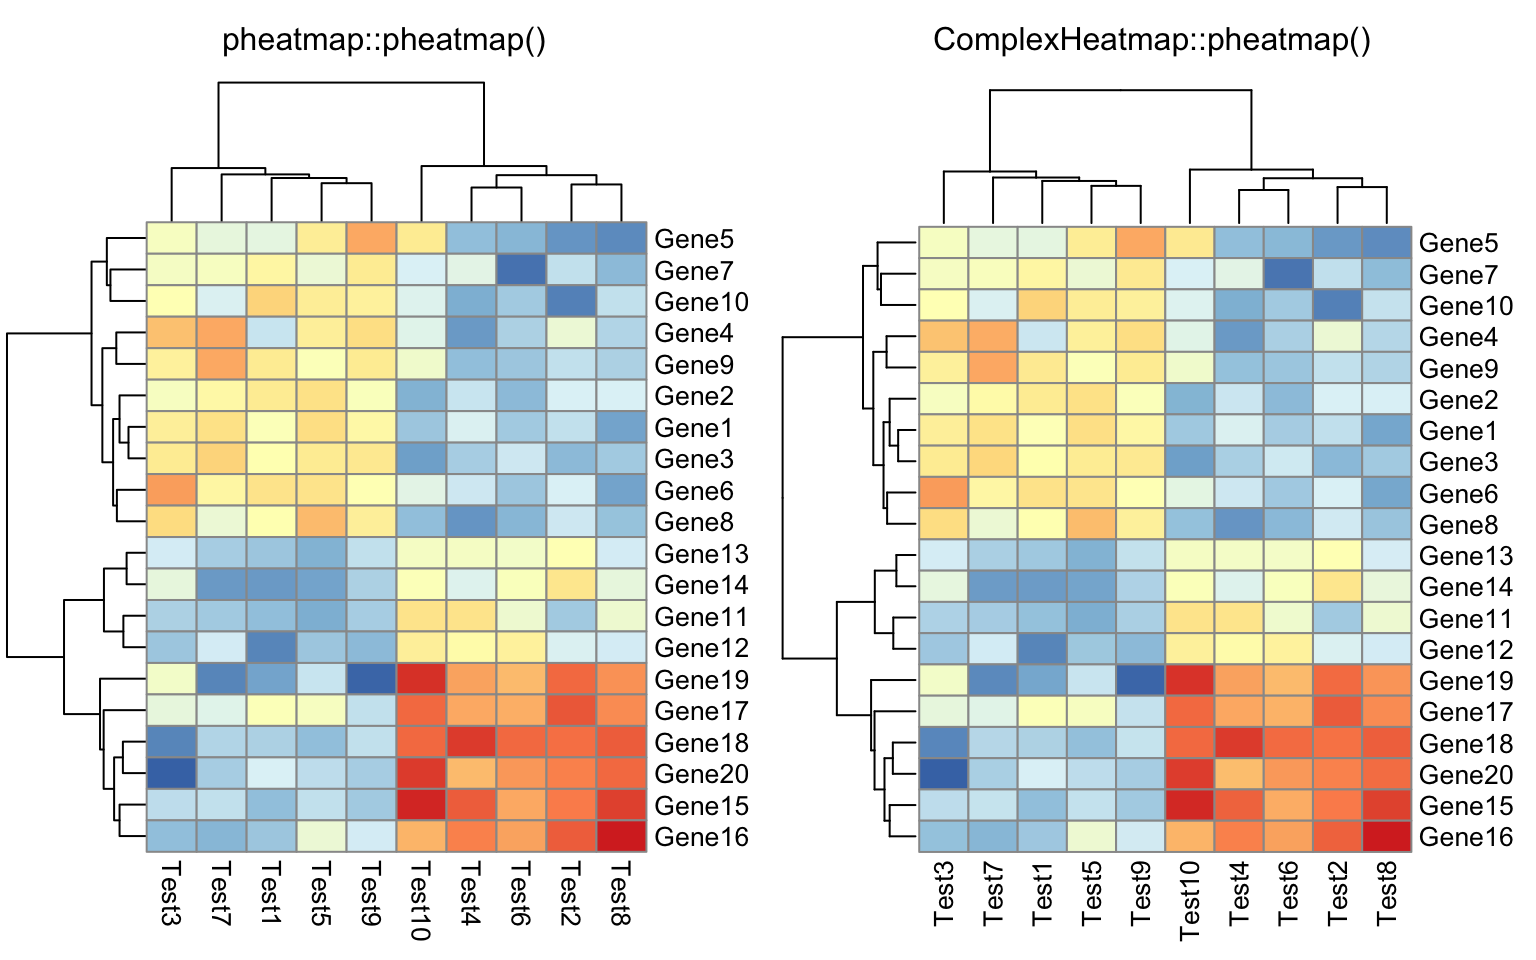 pheatmap::pheatmap()
Gene5
Gene7
Gene10
Gene4
Gene9
Gene2
Gene1
Gene3
Gene6
Gene8
Gene13
Gene14
Gene11
Gene12
Gene19
Gene17
Gene18
Gene20
Gene15
Gene16
Test3
Test7
Test1
Test5
Test9
Test10
Test4
Test6
Test2
Test8
ComplexHeatmap::pheatmap()
Gene5
Gene7
Gene10
Gene4
Gene9
Gene2
Gene1
Gene3
Gene6
Gene8
Gene13
Gene14
Gene11
Gene12
Gene19
Gene17
Gene18
Gene20
Gene15
Gene16
Test3
Test7
Test1
Test5
Test9
Test10
Test4
Test6
Test2
Test8